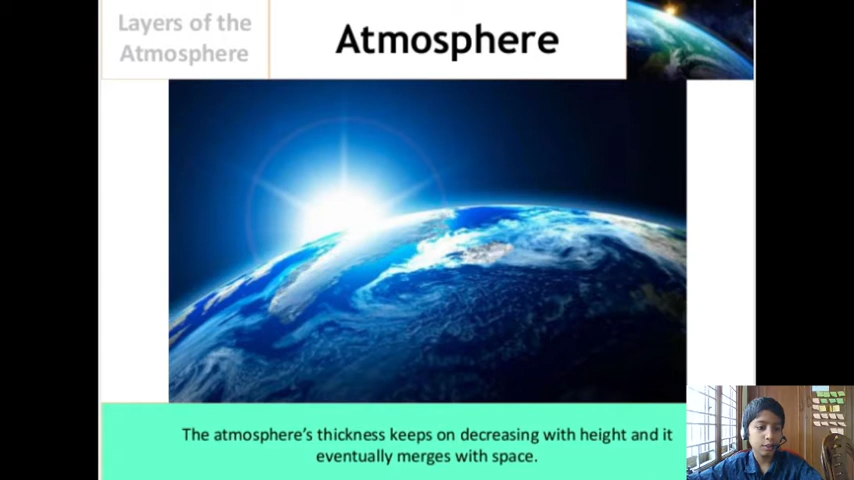 Layers of the
Atmosphere
Atmosphere
The atmosphere's thickness keeps on decreasing with height and it
eventually merges with space.